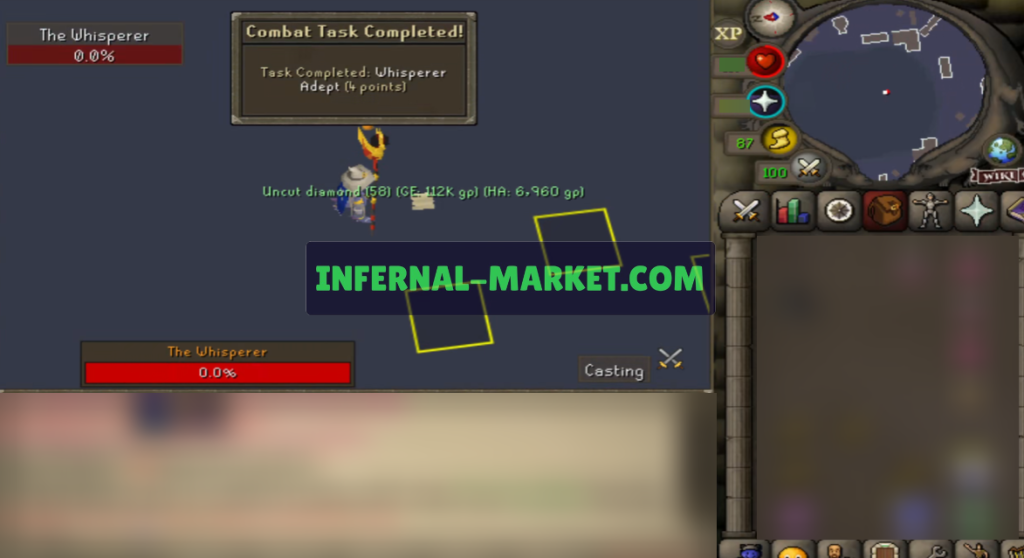 The Whisperer
0.0%
Combat Task Completed!
Task Completed: Whisperer
Adept (4 points)
XP
87
100
WIKI
Uncut diamond (58) (GE: 112K gp) (HA: 6,960 gp)
INFERNAL-MARKET.COM
The Whisperer
0.0%
Casting